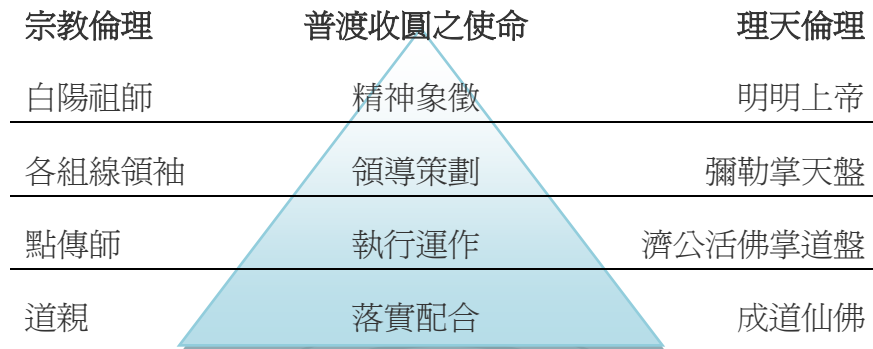 宗教倫理 普渡收圓之使命 理天倫理
白陽祖師 精神象徵 明明上帝
各組線領袖 領導策劃 彌勒掌天盤
點傳師 執行運作 濟公活佛掌道盤
道親 落實配合 成道仙佛